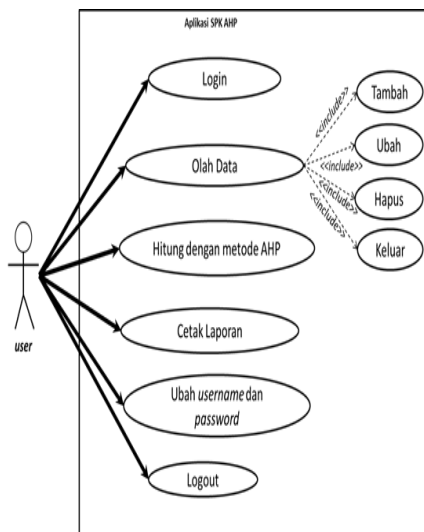 Aplikasi SPK AHP
Login
Olah Data
Hitung dengan metode AHP
Cetak Laporan
Ubah username dan
password
Logout
user
<<include>>
<<include>>
<<include>>
<<include>>
Tambah
Ubah
Hapus
Keluar